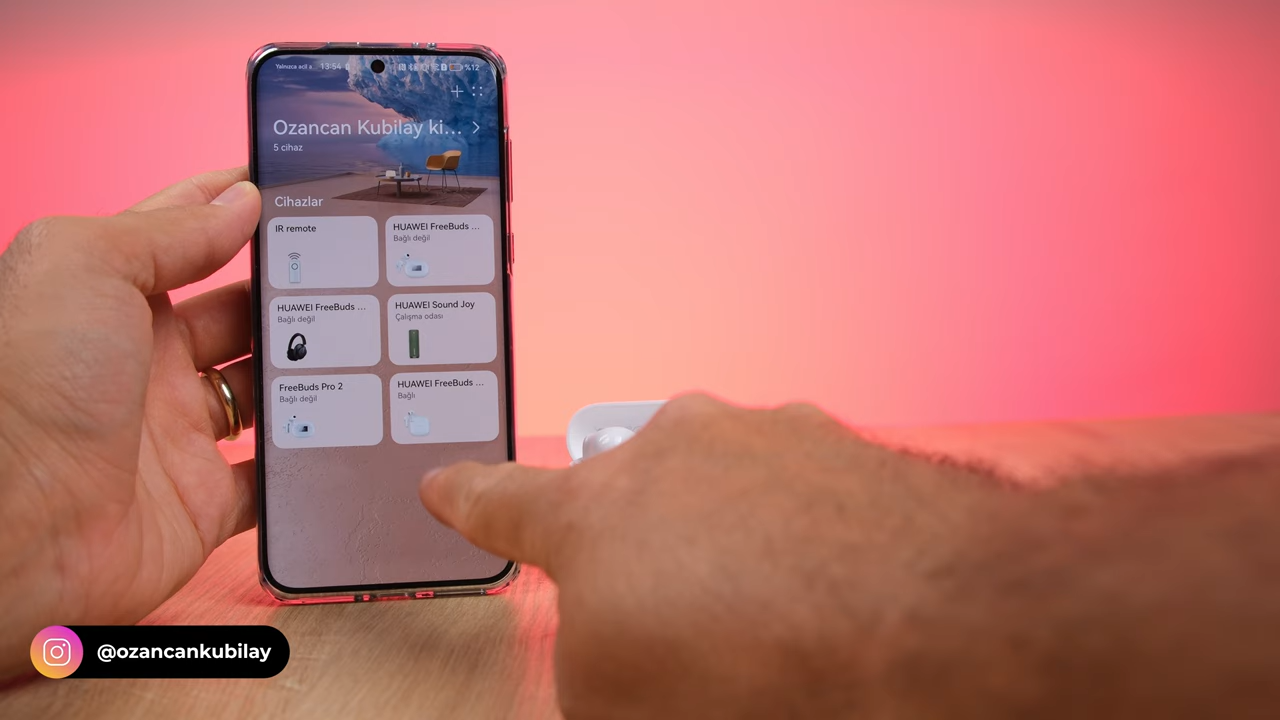 Yalnızca acil a... 13:54 %12
Ozancan Kubilay ki...
5 cihaz
Cihazlar
IR remote
HUAWEI FreeBuds ...
Bağlı değil
HUAWEI FreeBuds ...
Bağlı değil
HUAWEI Sound Joy
Çalışma odası
FreeBuds Pro 2
Bağlı değil
HUAWEI FreeBuds ...
Bağlı
@ozancankubilay